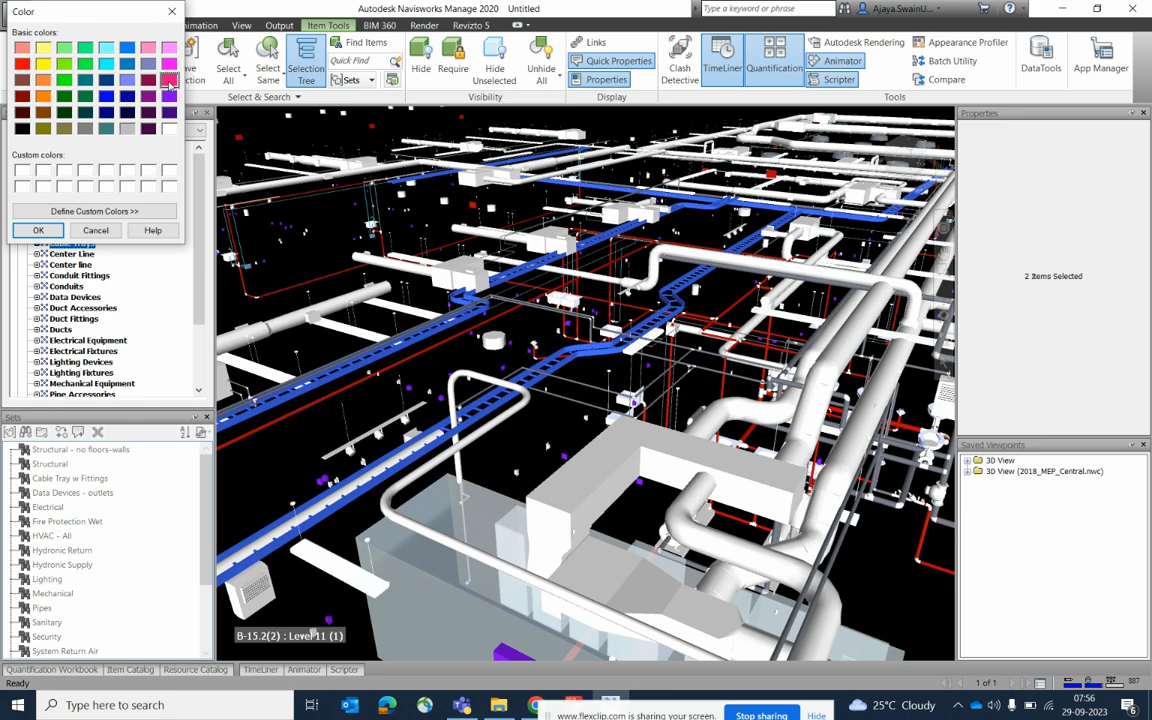 Color
Basic colors:
Custom colors:
Define Custom Colors >>
OK
Cancel
Help
Autodesk Navisworks Manage 2020 Untitled
Type a keyword or phrase
Ajaya.SwainU...
View
Output
Item Tools
BIM 360
Render
Revizto
Select All
Select Same
Selection Tree
Find Items
Quick Find
Sets
Select & Search
Hide
Require
Hide Unselected
Unhide All
Visibility
Links
Quick Properties
Properties
Display
Clash Detective
TimeLiner
Quantification
Autodesk Rendering
Animator
Scripter
Appearance Profiler
Batch Utility
Compare
Tools
DataTools
App Manager
Center Line
Center line
Conduit Fittings
Conduits
Data Devices
Duct Accessories
Duct Fittings
Ducts
Electrical Equipment
Electrical Fixtures
Lighting Devices
Lighting Fixtures
Mechanical Equipment
Pipe Accessories
Sets
Structural - no floors-walls
Structural
Cable Tray w Fittings
Data Devices - outlets
Electrical
Fire Protection Wet
HVAC - All
Hydronic Return
Hydronic Supply
Lighting
Mechanical
Pipes
Sanitary
Security
System Return Air
B-15.2(2) : Level 11 (1)
Properties
2 Items Selected
Saved Viewpoints
3D View
3D View (2018_MEP_Central.nwc)
Quantification Workbook
Item Catalog
Resource Catalog
TimeLiner
Animator
Scripter
Ready
1 of 1
887
Type here to search
www.flexclip.com is sharing your screen.
Stop sharing
Hide
25°C Cloudy
07:56
29-09-2023
6